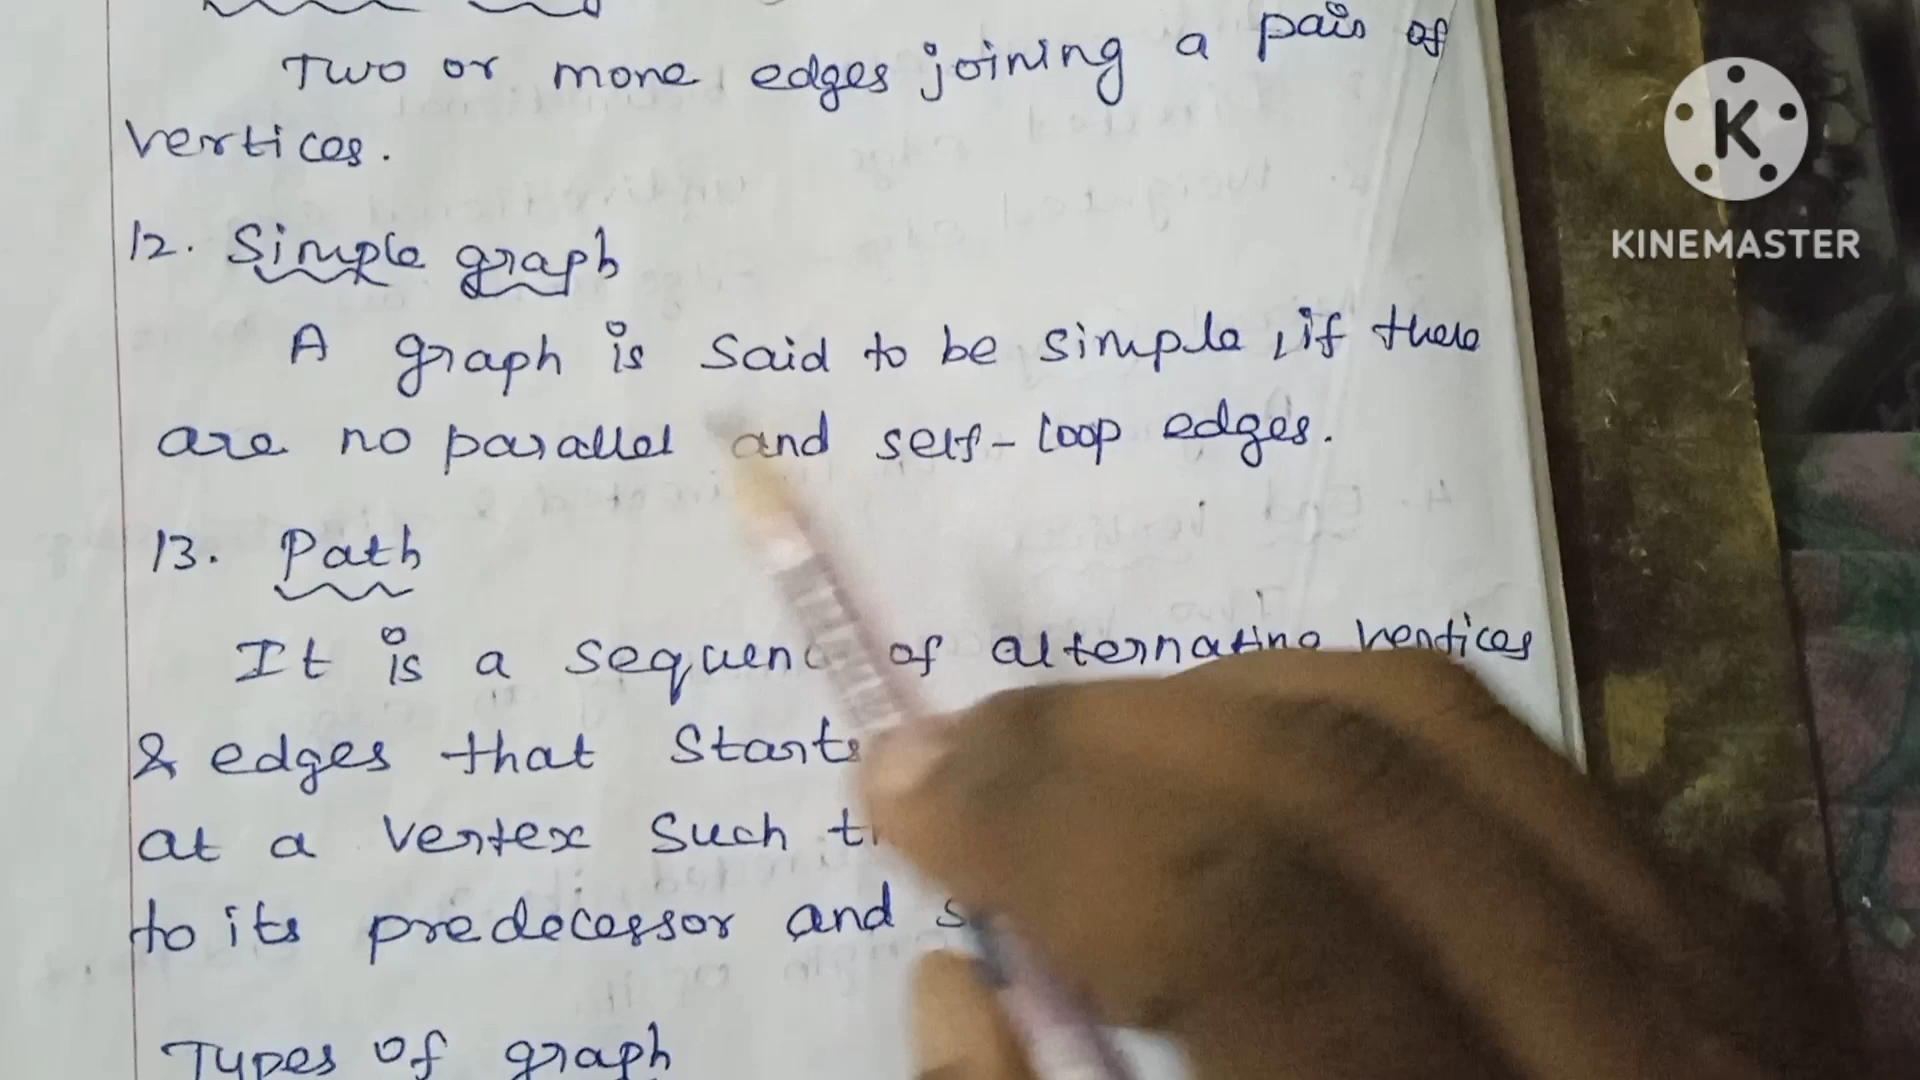 Two or more edges joining a pair of
vertices.
12. Simple graph
A graph is said to be simple, if there
are no parallel and self-loop edges.
13. Path
It is a sequenc of alternating vertices
& edges that starts
at a vertex such
to its predecessor and
Types of graph
K
KINEMASTER